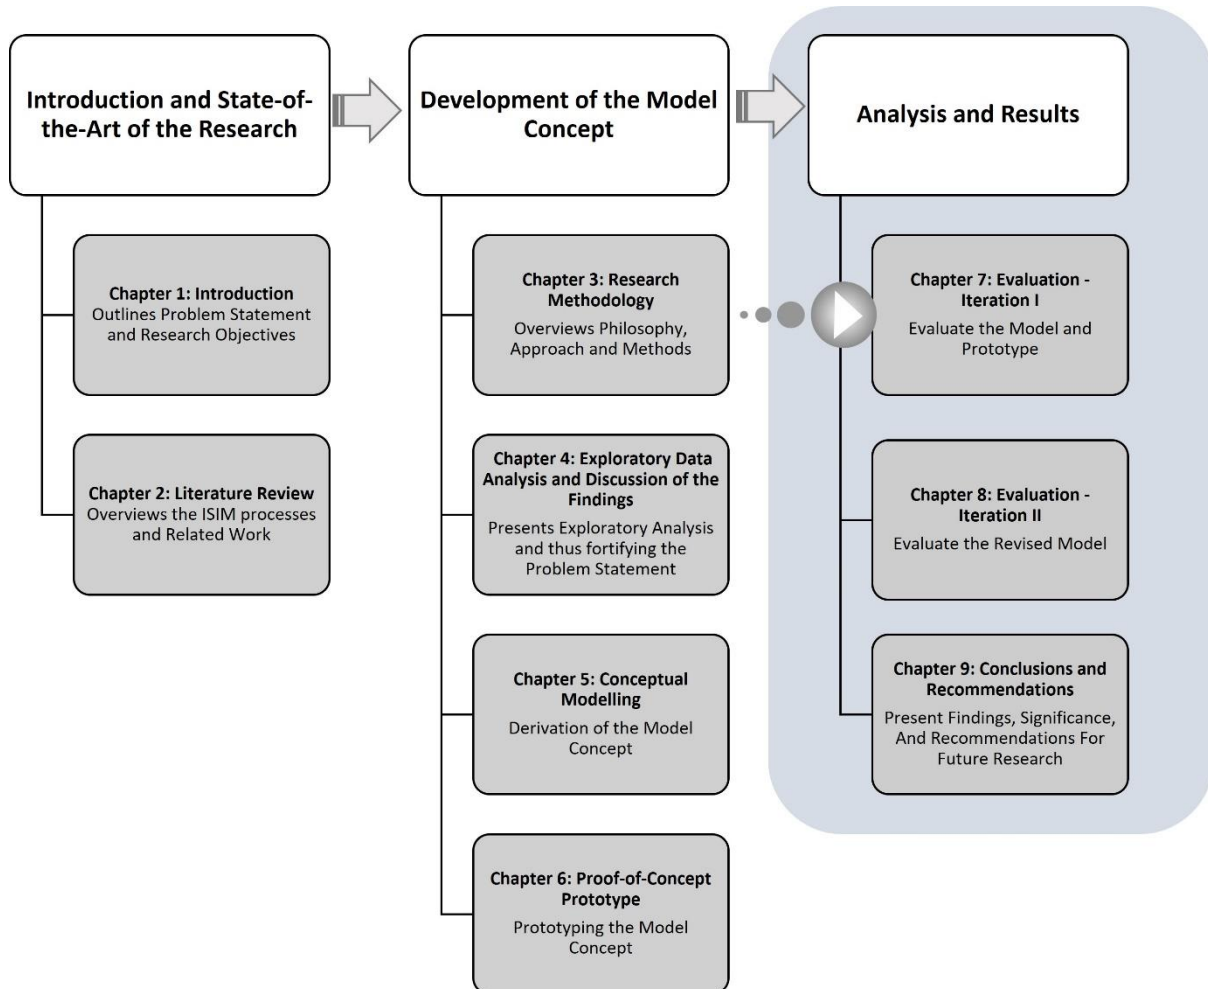 Introduction and State-of-
the-Art of the Research
Chapter 1: Introduction
Outlines Problem Statement
and Research Objectives
Chapter 2: Literature Review
Overviews the ISIM processes
and Related Work
Development of the Model
Concept
Chapter 3: Research
Methodology
Overviews Philosophy,
Approach and Methods
Chapter 4: Exploratory Data
Analysis and Discussion of the
Findings
Presents Exploratory Analysis
and thus fortifying the
Problem Statement
Chapter 5: Conceptual
Modelling
Derivation of the Model
Concept
Chapter 6: Proof-of-Concept
Prototype
Prototyping the Model
Concept
Analysis and Results
Chapter 7: Evaluation -
Iteration I
Evaluate the Model and
Prototype
Chapter 8: Evaluation -
Iteration II
Evaluate the Revised Model
Chapter 9: Conclusions and
Recommendations
Present Findings, Significance,
And Recommendations For
Future Research